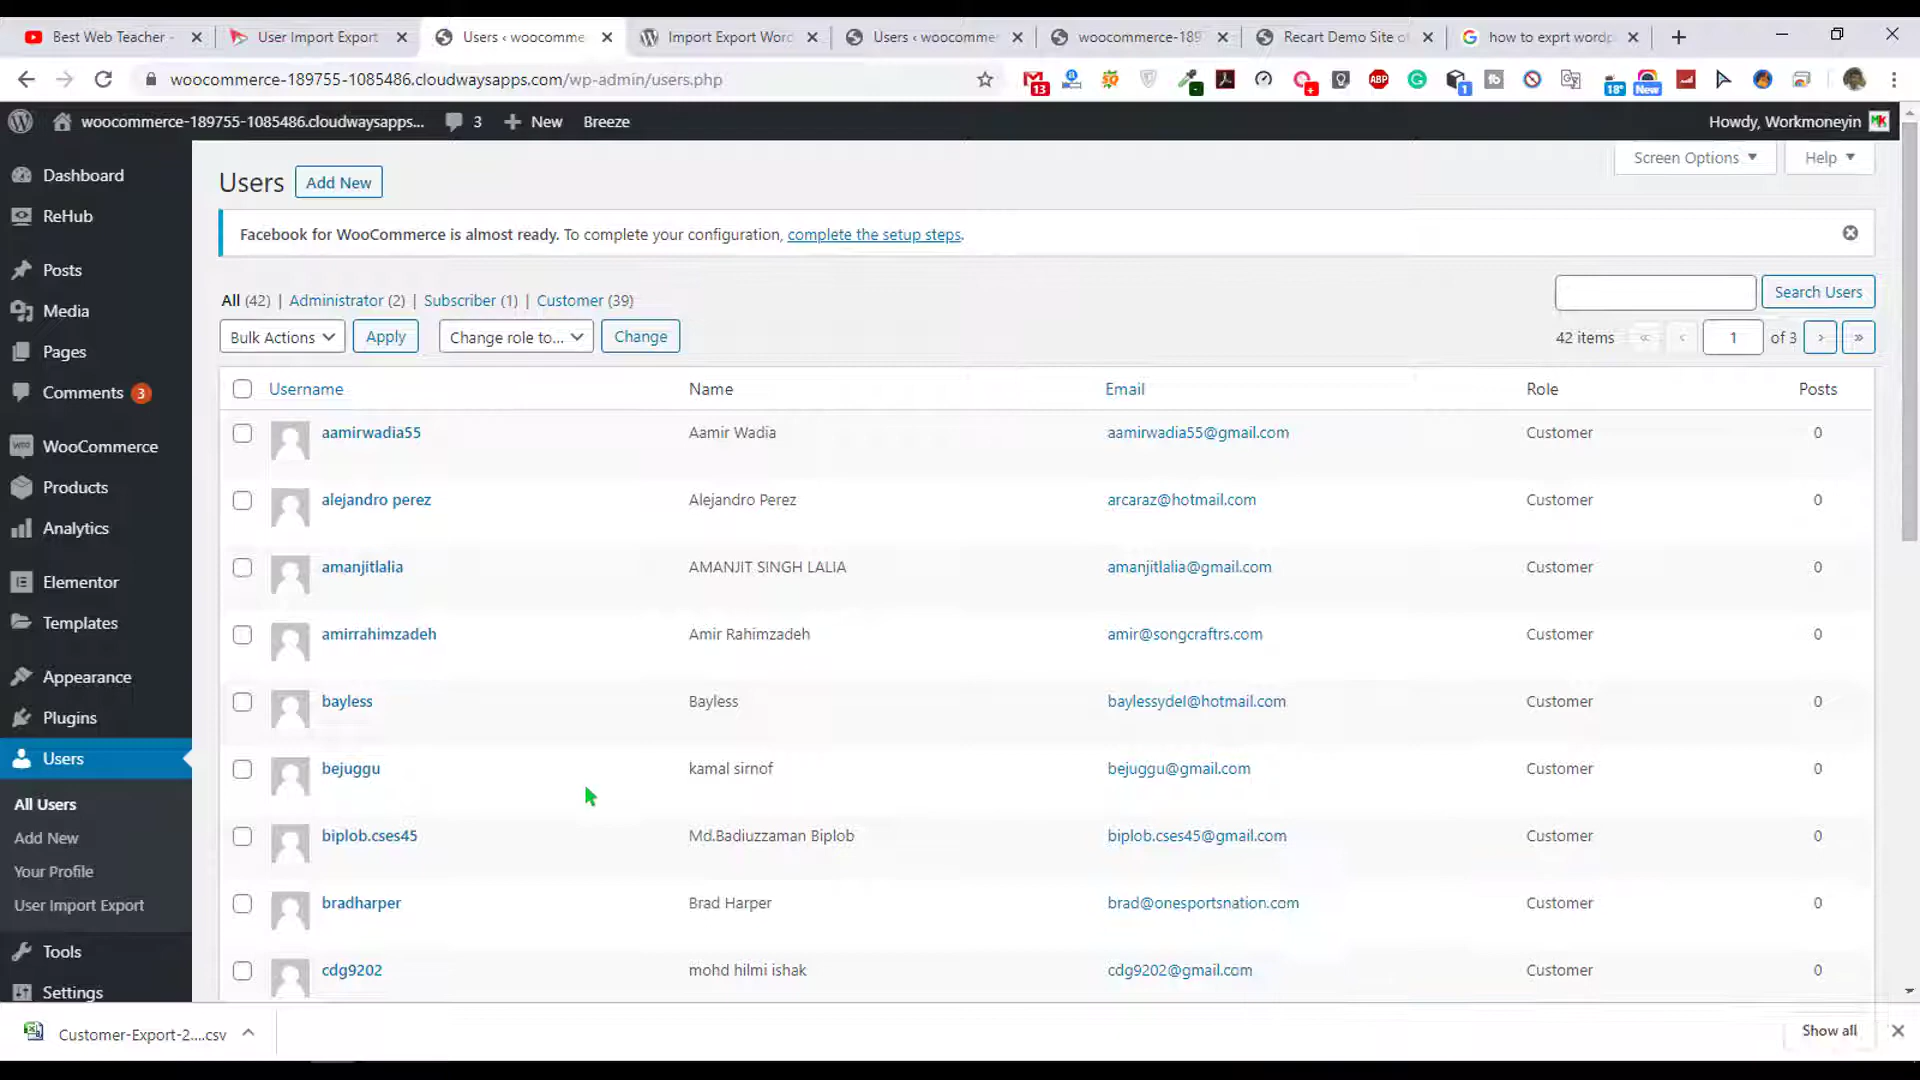 Best Web Teacher - User Import Export Users ‹ woocomme Import Export Word Users ‹ woocomme woocommerce-189 Recart Demo Site o how to exprt wordp
woocommerce-189755-1085486.cloudwaysapps.com/wp-admin/users.php
13 ABP 1 18° New
woocommerce-189755-1085486.cloudwaysapps... 3 New Breeze Howdy, Workmoneyin
Dashboard
ReHub
Posts
Media
Pages
Comments 3
WooCommerce
Products
Analytics
Elementor
Templates
Appearance
Plugins
Users
All Users
Add New
Your Profile
User Import Export
Tools
Settings
Screen Options Help
Users Add New
Facebook for WooCommerce is almost ready. To complete your configuration, complete the setup steps.
All (42) | Administrator (2) | Subscriber (1) | Customer (39)
Search Users
Bulk Actions Apply Change role to... Change 42 items « ‹ 1 of 3 › »
Username Name Email Role Posts
aamirwadia55 Aamir Wadia aamirwadia55@gmail.com Customer 0
alejandro perez Alejandro Perez arcaraz@hotmail.com Customer 0
amanjitlalia AMANJIT SINGH LALIA amanjitlalia@gmail.com Customer 0
amirrahimzadeh Amir Rahimzadeh amir@songcraftrs.com Customer 0
bayless Bayless baylessydel@hotmail.com Customer 0
bejuggu kamal sirnof bejuggu@gmail.com Customer 0
biplob.cses45 Md.Badiuzzaman Biplob biplob.cses45@gmail.com Customer 0
bradharper Brad Harper brad@onesportsnation.com Customer 0
cdg9202 mohd hilmi ishak cdg9202@gmail.com Customer 0
Customer-Export-2....csv Show all